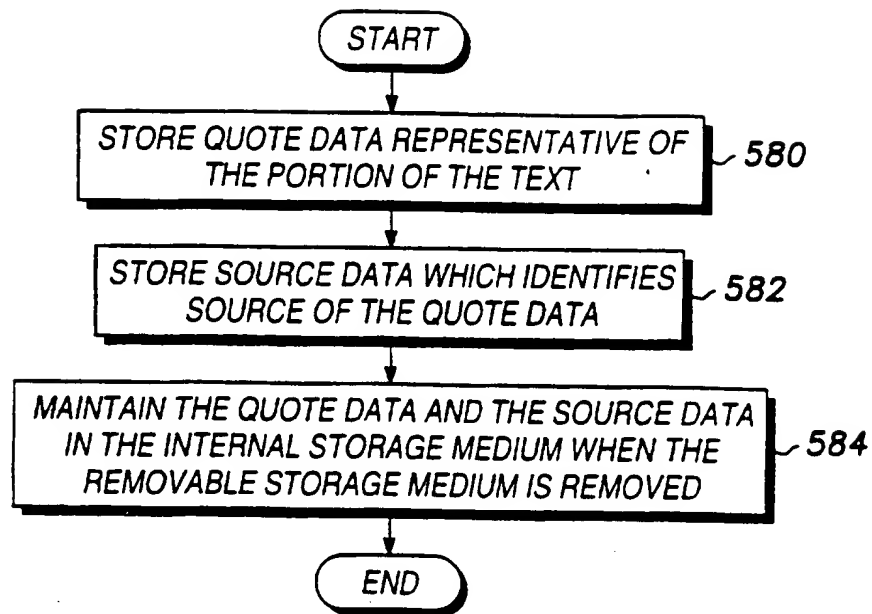 START
STORE QUOTE DATA REPRESENTATIVE OF
THE PORTION OF THE TEXT
580
STORE SOURCE DATA WHICH IDENTIFIES
SOURCE OF THE QUOTE DATA
582
MAINTAIN THE QUOTE DATA AND THE SOURCE DATA
IN THE INTERNAL STORAGE MEDIUM WHEN THE
REMOVABLE STORAGE MEDIUM IS REMOVED
584
END